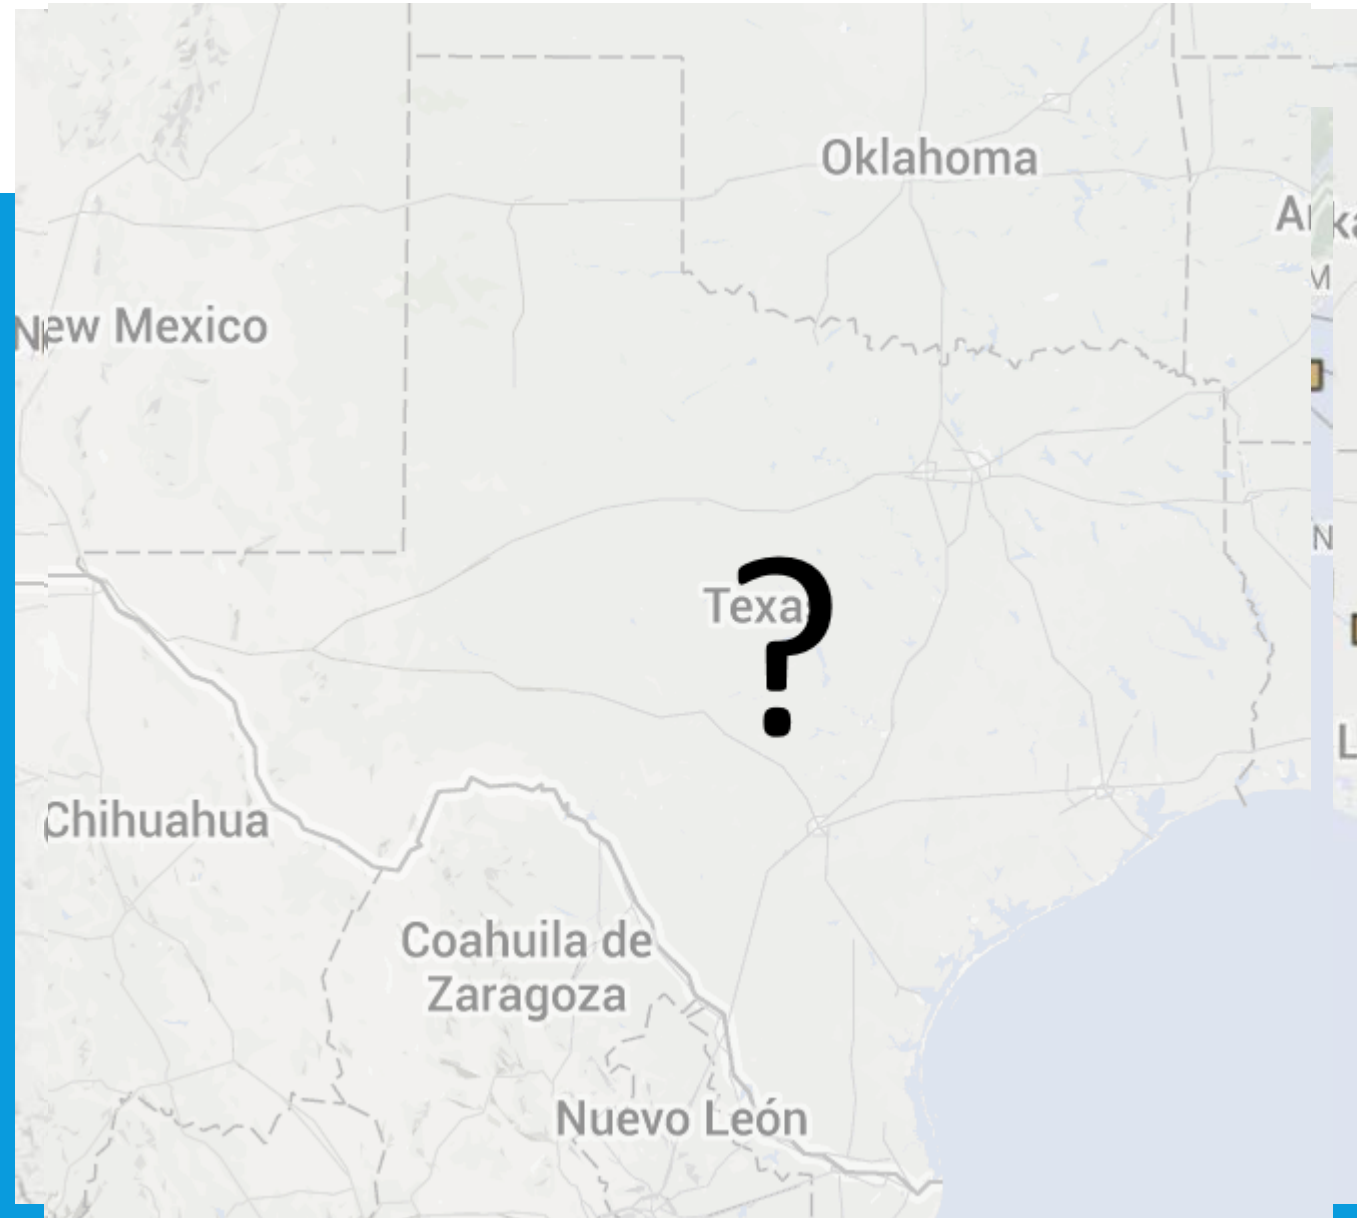 Oklahoma
New Mexico
M
N
?
Texas
L
Chihuahua
Coahuila de
Zaragoza
Nuevo León